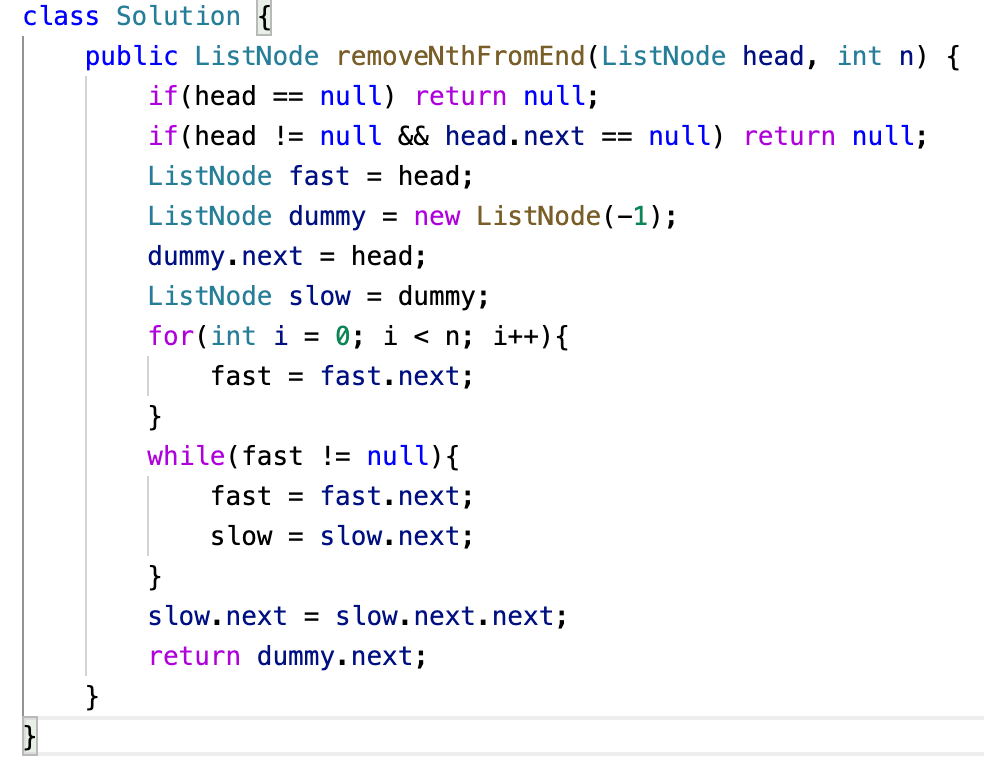 class Solution {
    public ListNode removeNthFromEnd(ListNode head, int n) {
        if(head == null) return null;
        if(head != null && head.next == null) return null;
        ListNode fast = head;
        ListNode dummy = new ListNode(-1);
        dummy.next = head;
        ListNode slow = dummy;
        for(int i = 0; i < n; i++){
            fast = fast.next;
        }
        while(fast != null){
            fast = fast.next;
            slow = slow.next;
        }
        slow.next = slow.next.next;
        return dummy.next;
    }
}